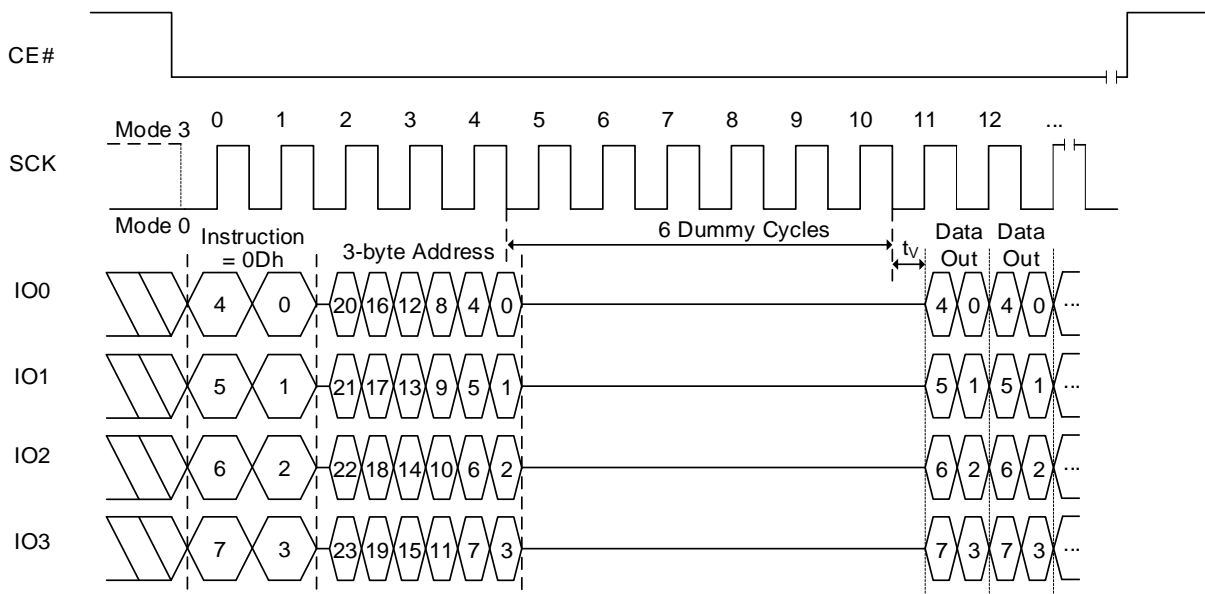 CE#
0 1 2 3 4 5 6 7 8 9 10 11 12 ...
Mode 3
SCK
Mode 0
Instruction
= 0Dh
3-byte Address
6 Dummy Cycles
tV
Data
Out
Data
Out
IO0 4 0 20 16 12 8 4 0 4 0 4 0 ...
IO1 5 1 21 17 13 9 5 1 5 1 5 1 ...
IO2 6 2 22 18 14 10 6 2 6 2 6 2 ...
IO3 7 3 23 19 15 11 7 3 7 3 7 3 ...